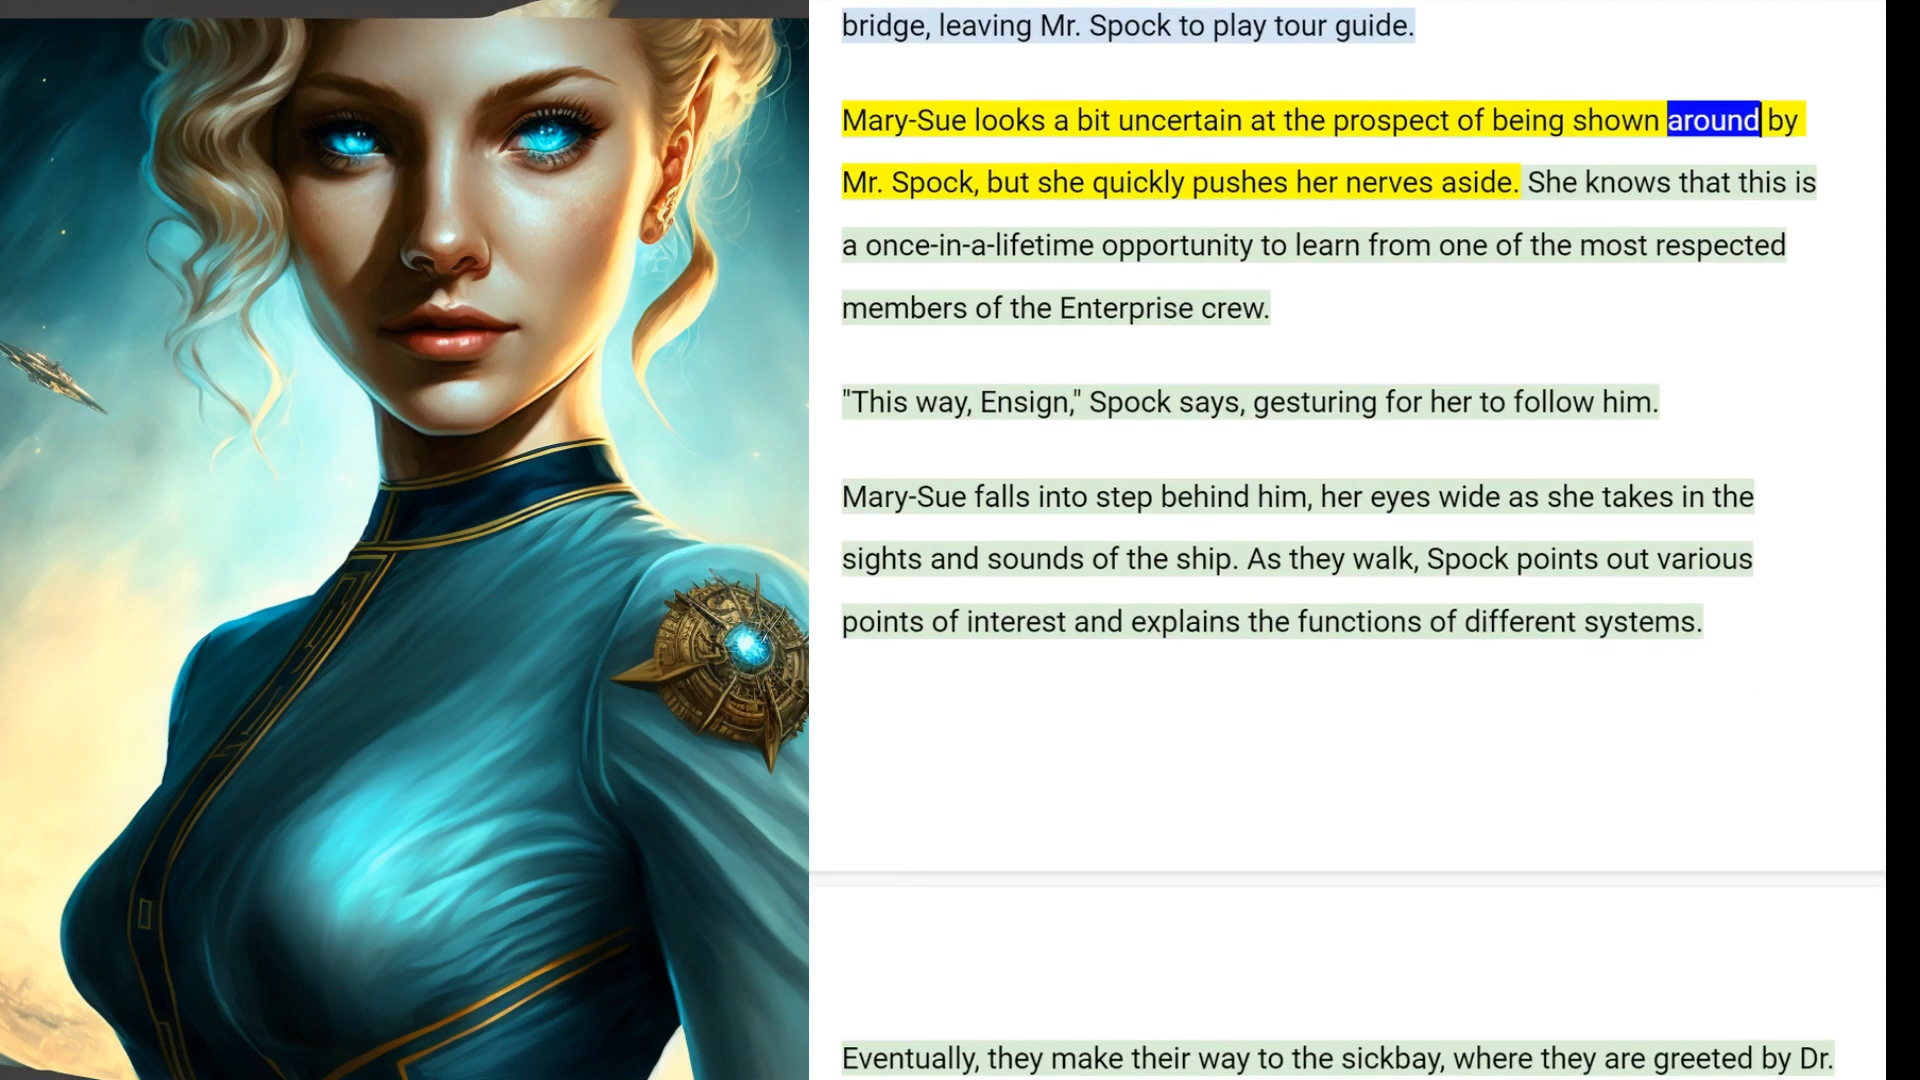 bridge, leaving Mr. Spock to play tour guide.
Mary-Sue looks a bit uncertain at the prospect of being shown around by
Mr. Spock, but she quickly pushes her nerves aside. She knows that this is
a once-in-a-lifetime opportunity to learn from one of the most respected
members of the Enterprise crew.
"This way, Ensign," Spock says, gesturing for her to follow him.
Mary-Sue falls into step behind him, her eyes wide as she takes in the
sights and sounds of the ship. As they walk, Spock points out various
points of interest and explains the functions of different systems.
Eventually, they make their way to the sickbay, where they are greeted by Dr.